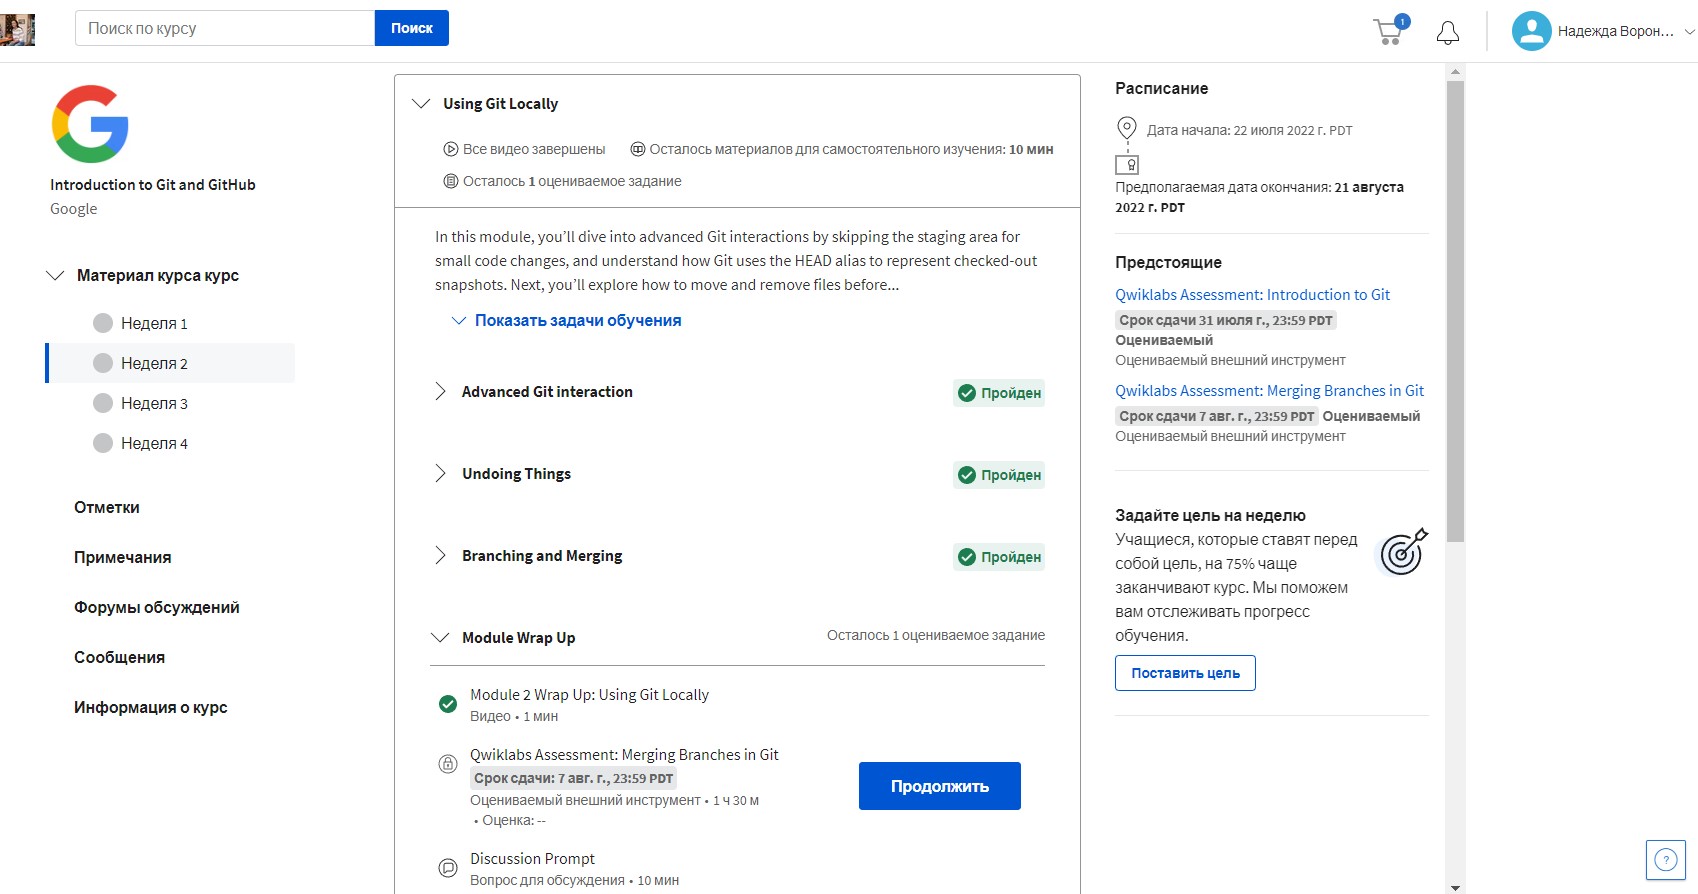 Поиск по курсу
Поиск
1
Надежда Ворон...
Introduction to Git and GitHub
Google
Материал курса курс
Неделя 1
Неделя 2
Неделя 3
Неделя 4
Отметки
Примечания
Форумы обсуждений
Сообщения
Информация о курс
Using Git Locally
Все видео завершены
Осталось материалов для самостоятельного изучения: 10 мин
Осталось 1 оцениваемое задание
In this module, you’ll dive into advanced Git interactions by skipping the staging area for
small code changes, and understand how Git uses the HEAD alias to represent checked-out
snapshots. Next, you’ll explore how to move and remove files before...
Показать задачи обучения
Advanced Git interaction
Пройден
Undoing Things
Пройден
Branching and Merging
Пройден
Module Wrap Up
Осталось 1 оцениваемое задание
Module 2 Wrap Up: Using Git Locally
Видео • 1 мин
Qwiklabs Assessment: Merging Branches in Git
Срок сдачи: 7 авг. г., 23:59 PDT
Оцениваемый внешний инструмент • 1 ч 30 м
• Оценка: --
Продолжить
Discussion Prompt
Вопрос для обсуждения • 10 мин
Расписание
Дата начала: 22 июля 2022 г. PDT
Предполагаемая дата окончания: 21 августа
2022 г. PDT
Предстоящие
Qwiklabs Assessment: Introduction to Git
Срок сдачи 31 июля г., 23:59 PDT
Оцениваемый
Оцениваемый внешний инструмент
Qwiklabs Assessment: Merging Branches in Git
Срок сдачи 7 авг. г., 23:59 PDT Оцениваемый
Оцениваемый внешний инструмент
Задайте цель на неделю
Учащиеся, которые ставят перед
собой цель, на 75% чаще
заканчивают курс. Мы поможем
вам отслеживать прогресс
обучения.
Поставить цель
?